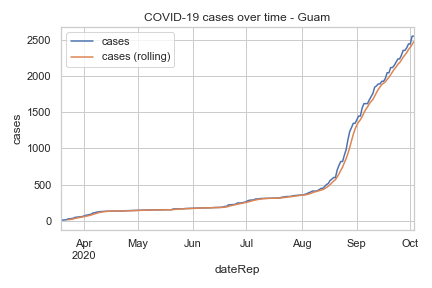 COVID-19 cases over time - Guam
cases
cases (rolling)
2500
2000
1500
1000
500
0
cases
Apr
2020
May
Jun
Jul
Aug
Sep
Oct
dateRep